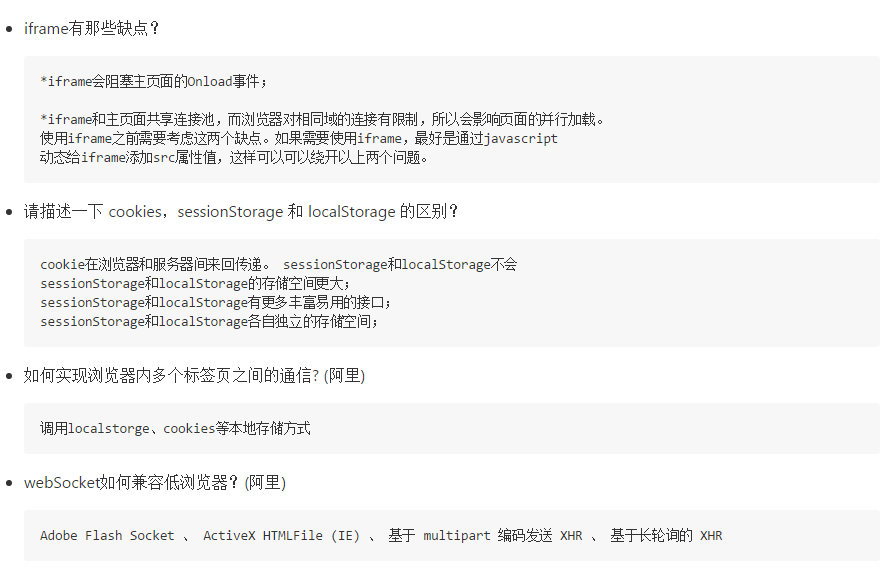 iframe有那些缺点？
*iframe会阻塞主页面的Onload事件；
*iframe和主页面共享连接池，而浏览器对相同域的连接有限制，所以会影响页面的并行加载。
使用iframe之前需要考虑这两个缺点。如果需要使用iframe，最好是通过javascript
动态给iframe添加src属性值，这样可以可以绕开以上两个问题。
请描述一下 cookies，sessionStorage 和 localStorage 的区别？
cookie在浏览器和服务器间来回传递。 sessionStorage和localStorage不会
sessionStorage和localStorage的存储空间更大；
sessionStorage和localStorage有更多丰富易用的接口；
sessionStorage和localStorage各自独立的存储空间；
如何实现浏览器内多个标签页之间的通信? (阿里)
调用localstorge、cookies等本地存储方式
webSocket如何兼容低浏览器？(阿里)
Adobe Flash Socket 、 ActiveX HTMLFile (IE) 、 基于 multipart 编码发送 XHR 、 基于长轮询的 XHR